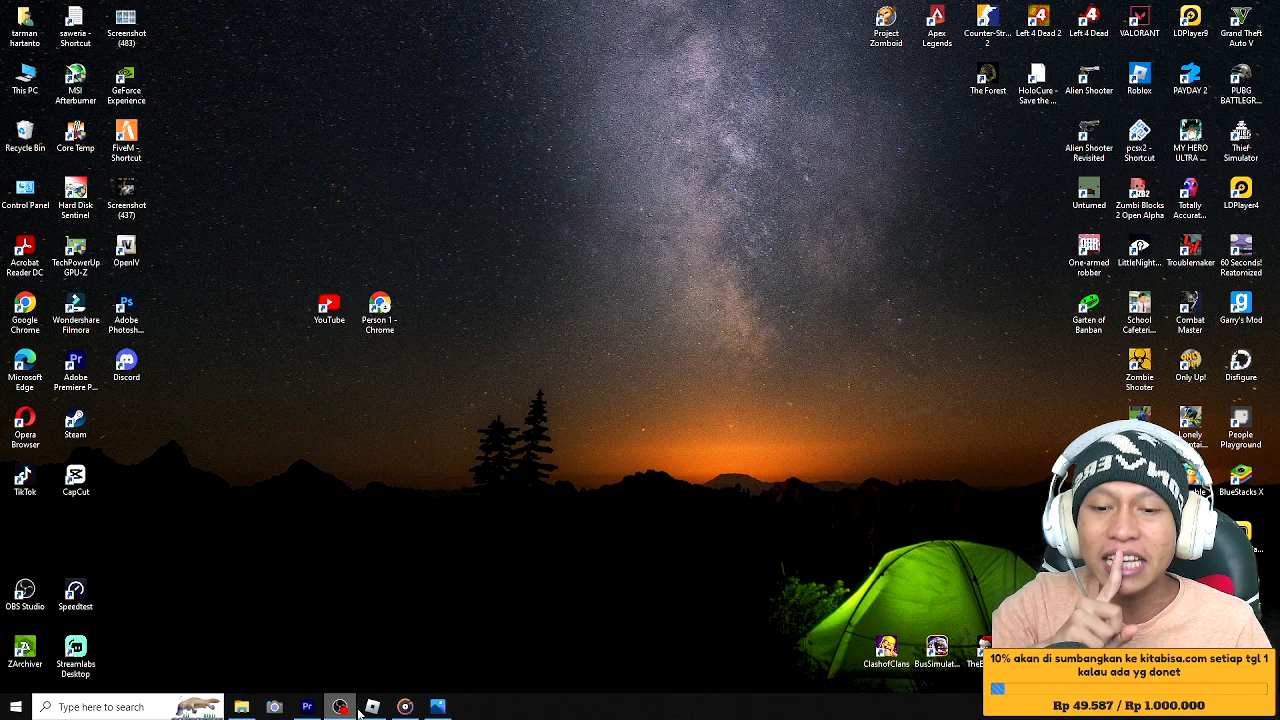 tarman
hartanto
saweria -
Shortcut
Screenshot
(483)
This PC
MSI
Afterburner
GeForce
Experience
Recycle Bin
Core Temp
FiveM -
Shortcut
Control Panel
Hard Disk
Sentinel
Screenshot
(437)
Acrobat
Reader DC
TechPowerUp
GPU-Z
OpenIV
Google
Chrome
Wondershare
Filmora
Adobe
Photosh...
Microsoft
Edge
Adobe
Premiere P...
Discord
Opera
Browser
Steam
TikTok
CapCut
OBS Studio
Speedtest
ZArchiver
Streamlabs
Desktop
YouTube
Person 1 -
Chrome
Project
Zomboid
Apex
Legends
Counter-Str...
2
Left 4 Dead 2
Left 4 Dead
VALORANT
LDPlayer9
Grand Theft
Auto V
The Forest
HoloCure -
Save the ...
Alien Shooter
Roblox
PAYDAY 2
PUBG
BATTLEGR...
Alien Shooter
Revisited
pcsx2 -
Shortcut
MY HERO
ULTRA ...
Thief
Simulator
Unturned
Zumbi Blocks
2 Open Alpha
Totally
Accurat...
LDPlayer4
One-armed
robber
LittleNight...
Troublemaker
60 Seconds!
Reatomized
Garten of
Banban
School
Cafeteri...
Combat
Master
Garry's Mod
Zombie
Shooter
Only Up!
Disfigure
Lonely
People
Playground
BlueStacks X
ClashofClans
BusSimulat...
10% akan di sumbangkan ke kitabisa.com setiap tgl 1
kalau ada yg donet
Rp 49.587 / Rp 1.000.000
Type here to search